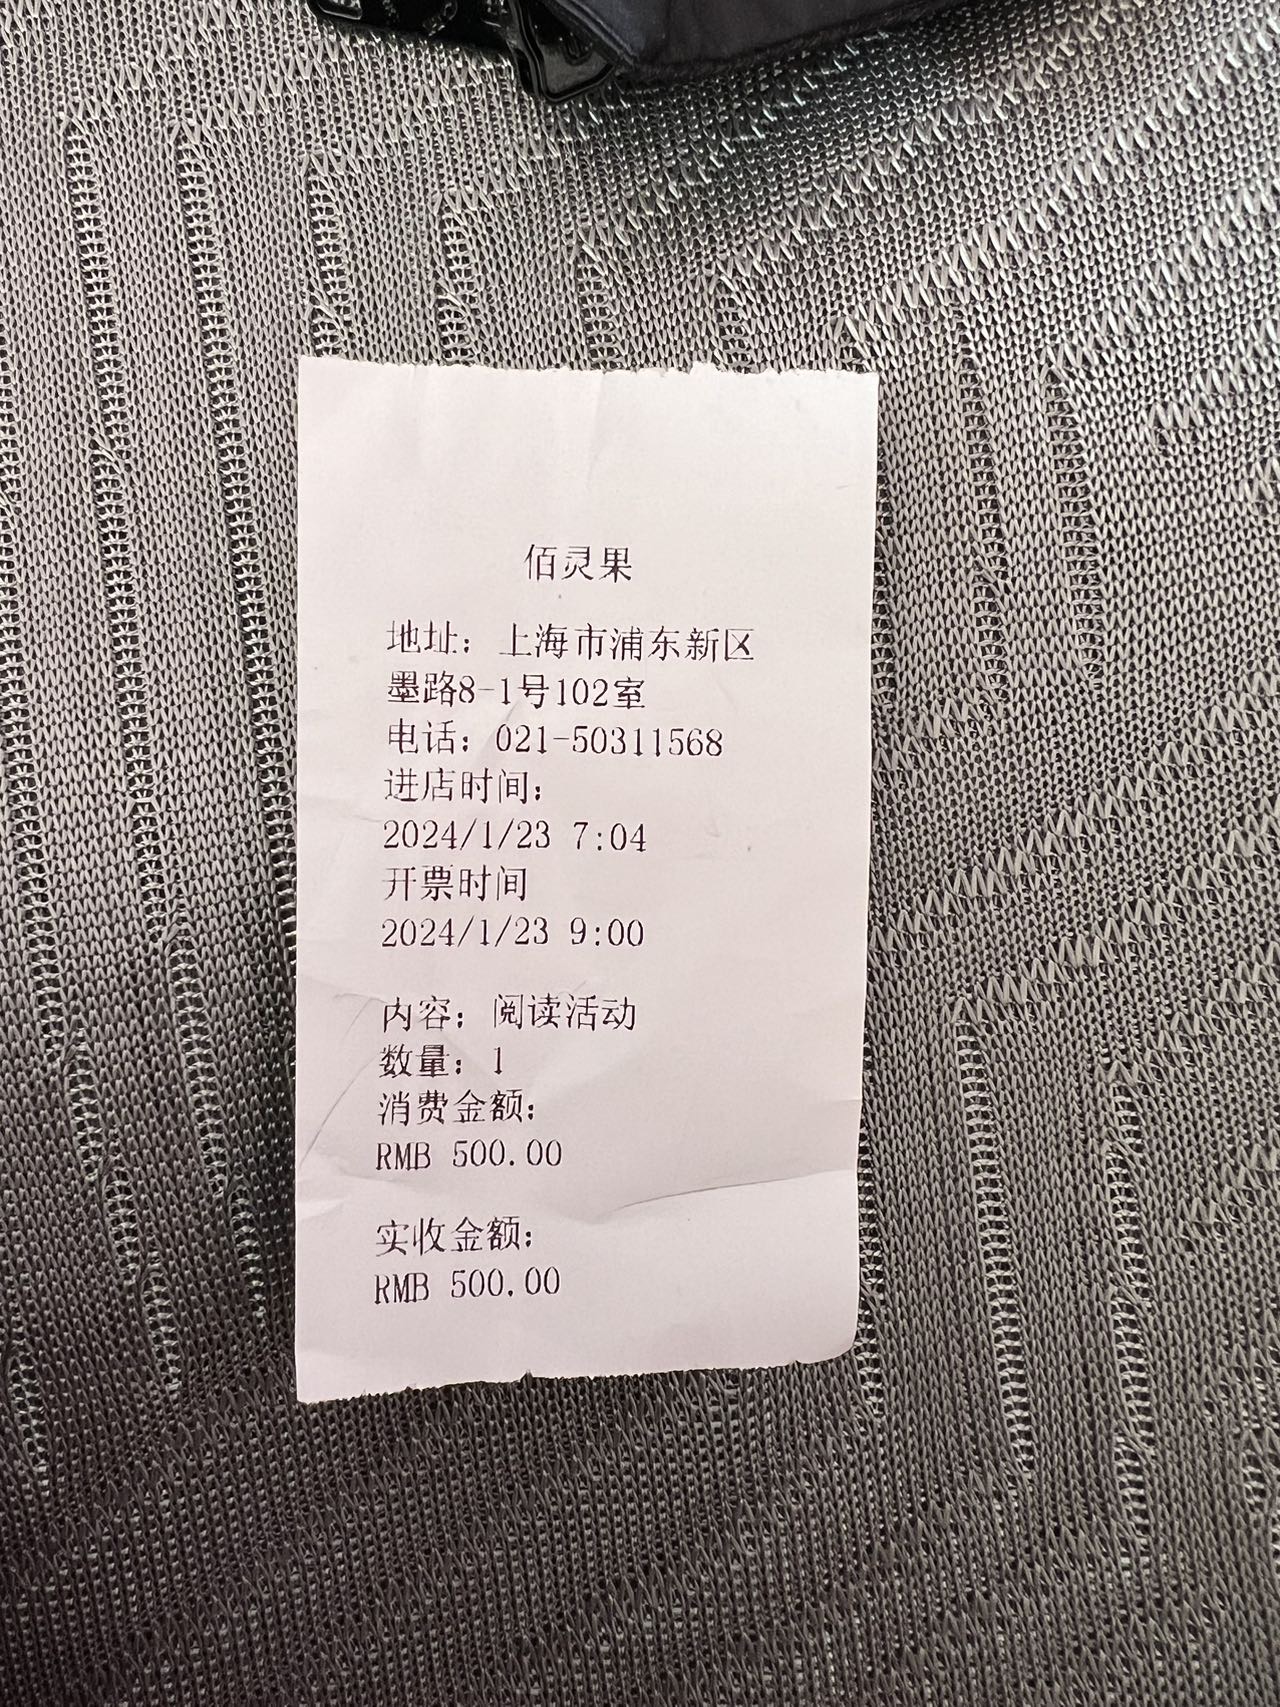 佰灵果
地址：上海市浦东新区
墨路8-1号102室
电话：021-50311568
进店时间：
2024/1/23 7:04
开票时间
2024/1/23 9:00
内容：阅读活动
数量：1
消费金额：
RMB 500.00
实收金额：
RMB 500.00